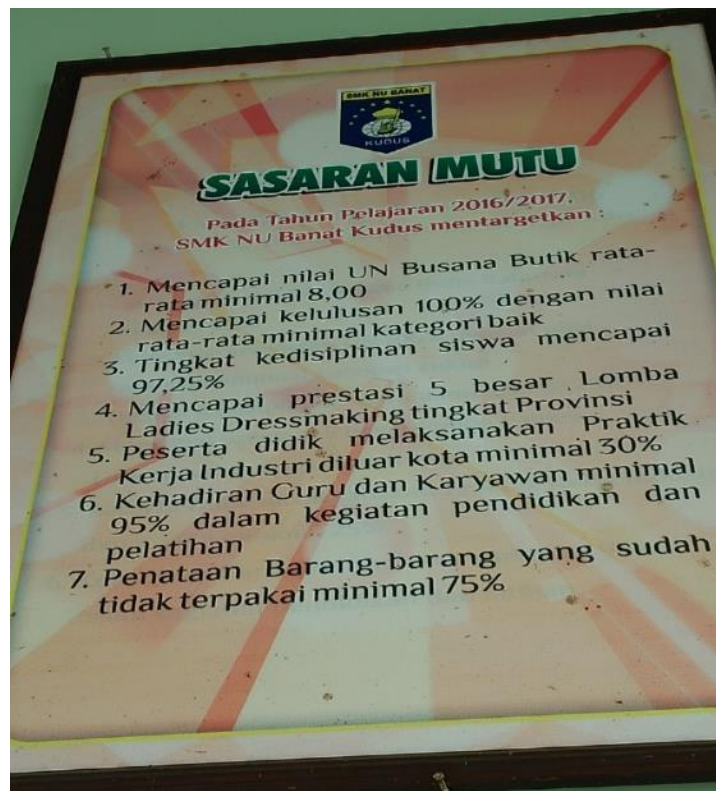 SMK NU BANAT
KUDUS
SASARAN MUTU
Pada Tahun Pelajaran 2016/2017,
SMK NU Banat Kudus mentargetkan :
1. Mencapai nilai UN Busana Butik rata-
rata minimal 8,00
2. Mencapai kelulusan 100% dengan nilai
rata-rata minimal kategori baik
3. Tingkat kedisiplinan siswa mencapai
97,25%
4. Mencapai prestasi 5 besar Lomba
Ladies Dressmaking tingkat Provinsi
5. Peserta didik melaksanakan Praktik
Kerja Industri diluar kota minimal 30%
6. Kehadiran Guru dan Karyawan minimal
95% dalam kegiatan pendidikan dan
pelatihan
7. Penataan Barang-barang yang sudah
tidak terpakai minimal 75%